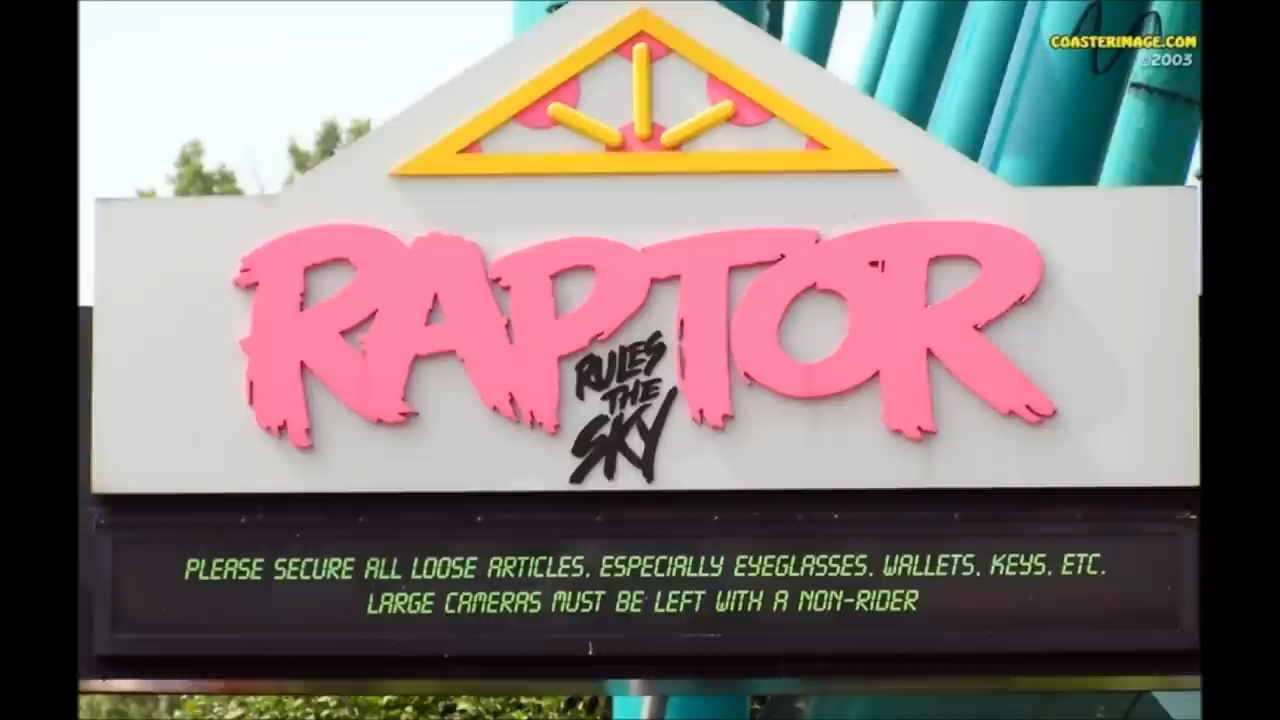 COASTERIMAGE.COM
©2003
RAPTOR
RULES
THE
SKY
PLEASE SECURE ALL LOOSE ARTICLES, ESPECIALLY EYEGLASSES, WALLETS, KEYS, ETC.
LARGE CAMERAS MUST BE LEFT WITH A NON-RIDER